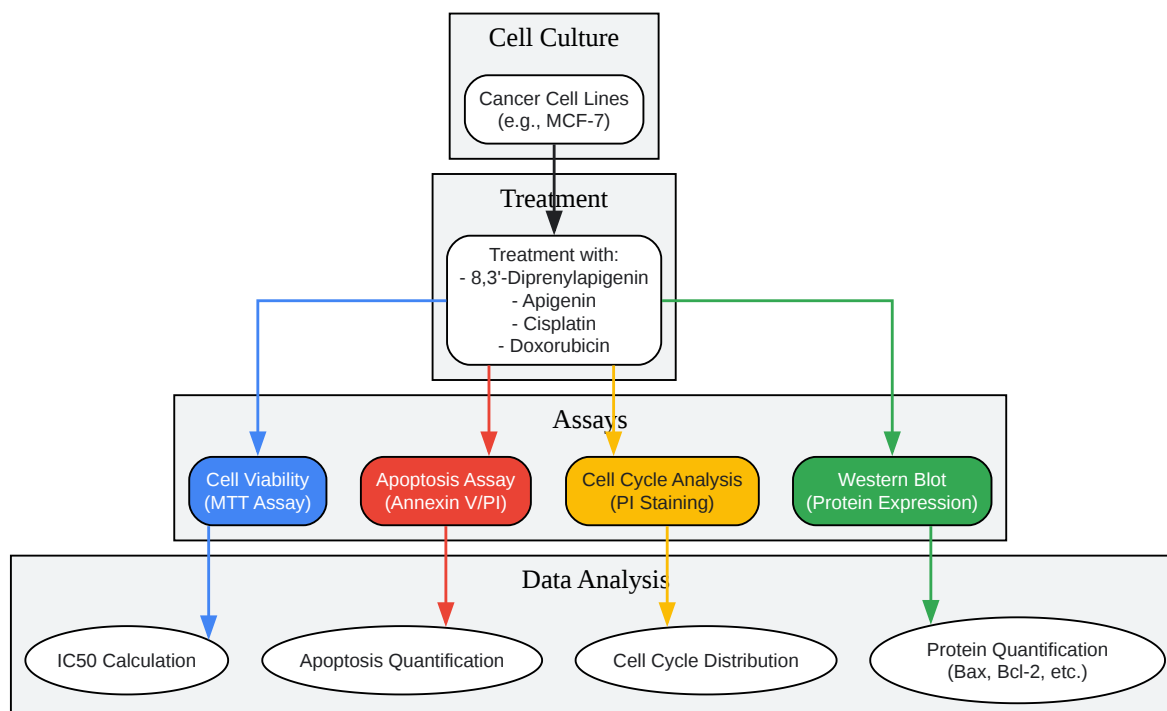 Cell Culture
Cancer Cell Lines
(e.g., MCF-7)
Treatment
Treatment with:
- 8,3'-Diprenylapigenin
- Apigenin
- Cisplatin
- Doxorubicin
Assays
Cell Viability
(MTT Assay)
Apoptosis Assay
(Annexin V/PI)
Cell Cycle Analysis
(PI Staining)
Western Blot
(Protein Expression)
Data Analysis
IC50 Calculation
Apoptosis Quantification
Cell Cycle Distribution
Protein Quantification
(Bax, Bcl-2, etc.)